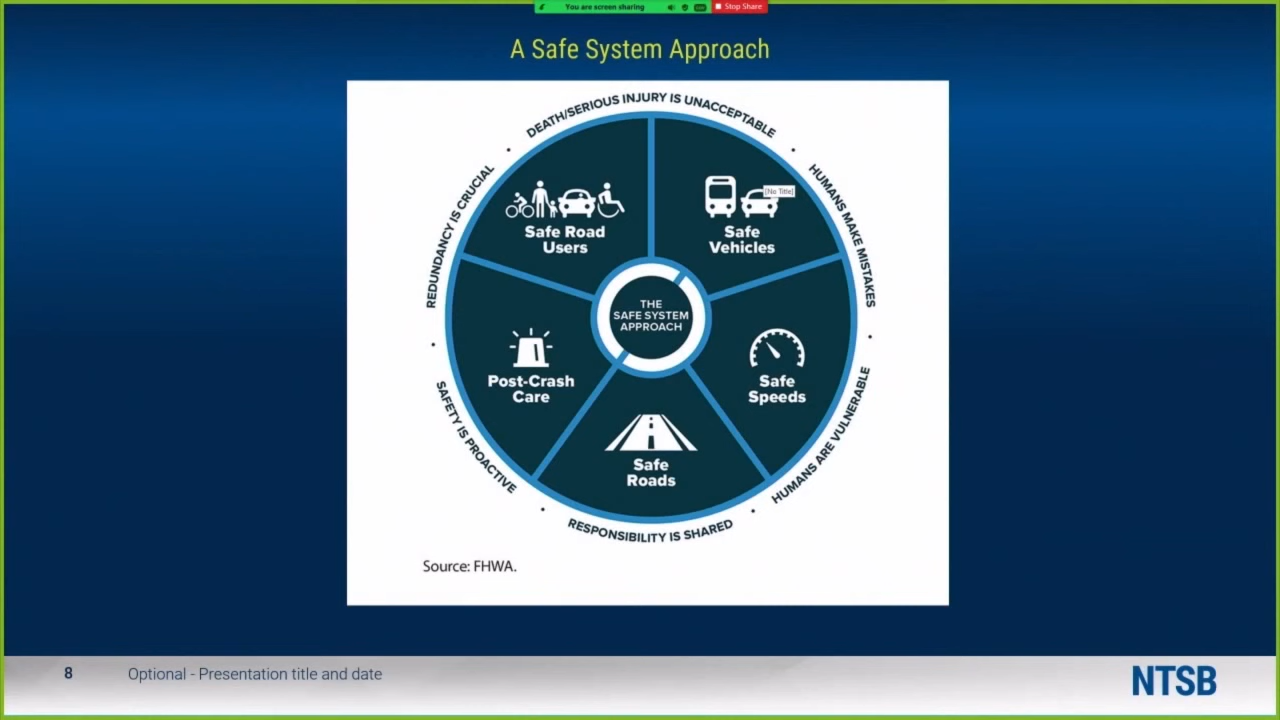 You are screen sharing
Stop Share
A Safe System Approach
DEATH/SERIOUS INJURY IS UNACCEPTABLE
HUMANS MAKE MISTAKES
HUMANS ARE VULNERABLE
RESPONSIBILITY IS SHARED
SAFETY IS PROACTIVE
REDUNDANCY IS CRUCIAL
Safe Road
Users
[No Title]
Safe
Vehicles
THE
SAFE SYSTEM
APPROACH
Post-Crash
Care
Safe
Speeds
Safe
Roads
Source: FHWA.
8
Optional - Presentation title and date
NTSB